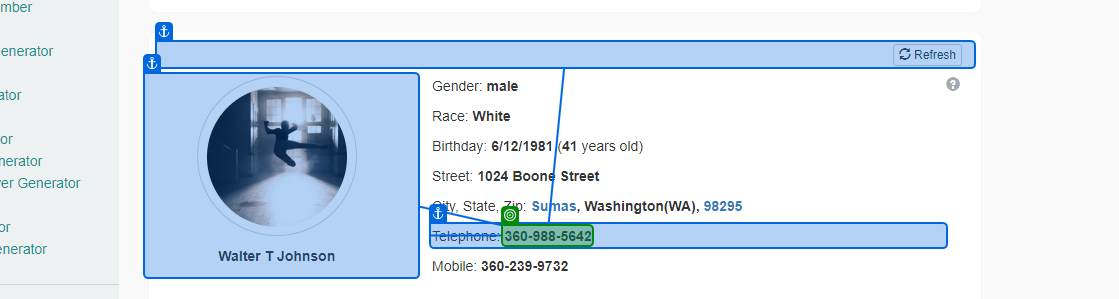 mber
enerator
ator
or
nerator
ver Generator
or
enerator
Refresh
Gender: male
Race: White
Birthday: 6/12/1981 (41 years old)
Street: 1024 Boone Street
City, State, Zip: Sumas, Washington(WA), 98295
Telephone: 360-988-5642
Mobile: 360-239-9732
Walter T Johnson